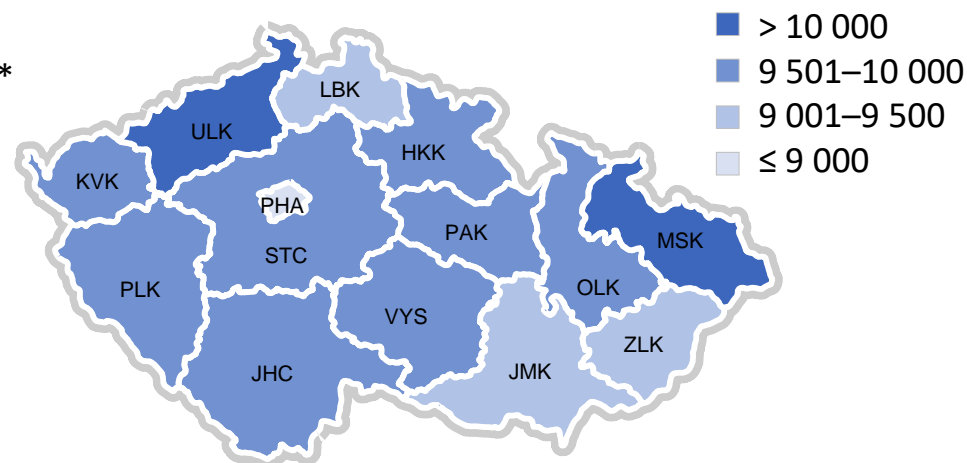 > 10 000
9 501–10 000
9 001–9 500
≤ 9 000
*
LBK
ULK
HKK
KVK
PHA
PAK
MSK
STC
PLK
OLK
VYS
ZLK
JHC
JMK